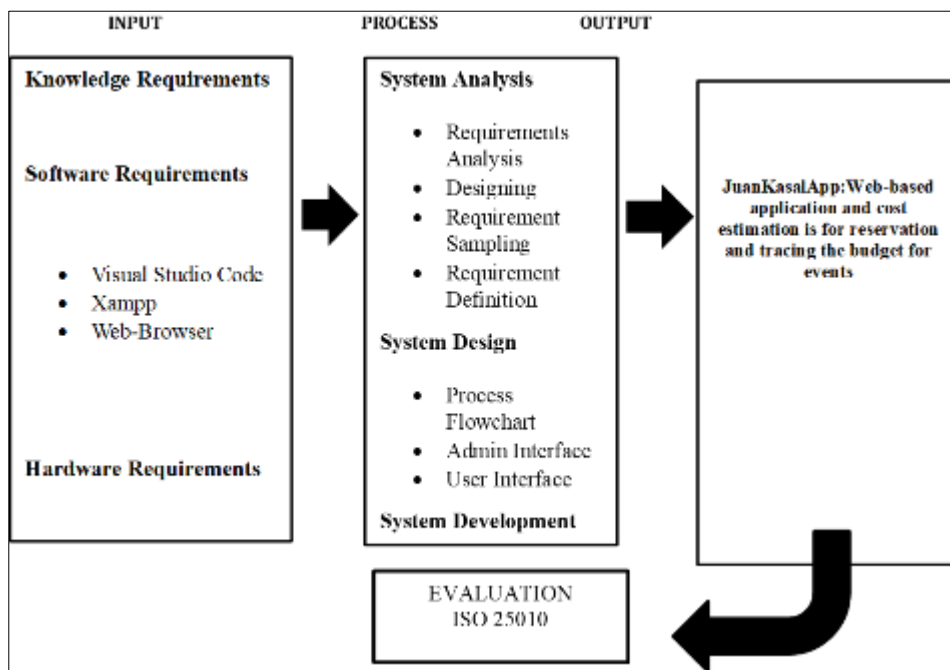 INPUT PROCESS OUTPUT
Knowledge Requirements
Software Requirements
• Visual Studio Code
• Xampp
• Web-Browser
Hardware Requirements
System Analysis
• Requirements
Analysis
• Designing
• Requirement
Sampling
• Requirement
Definition
System Design
• Process
Flowchart
• Admin Interface
• User Interface
System Development
JuanKasalApp:Web-based
application and cost
estimation is for reservation
and tracing the budget for
events
EVALUATION
ISO 25010